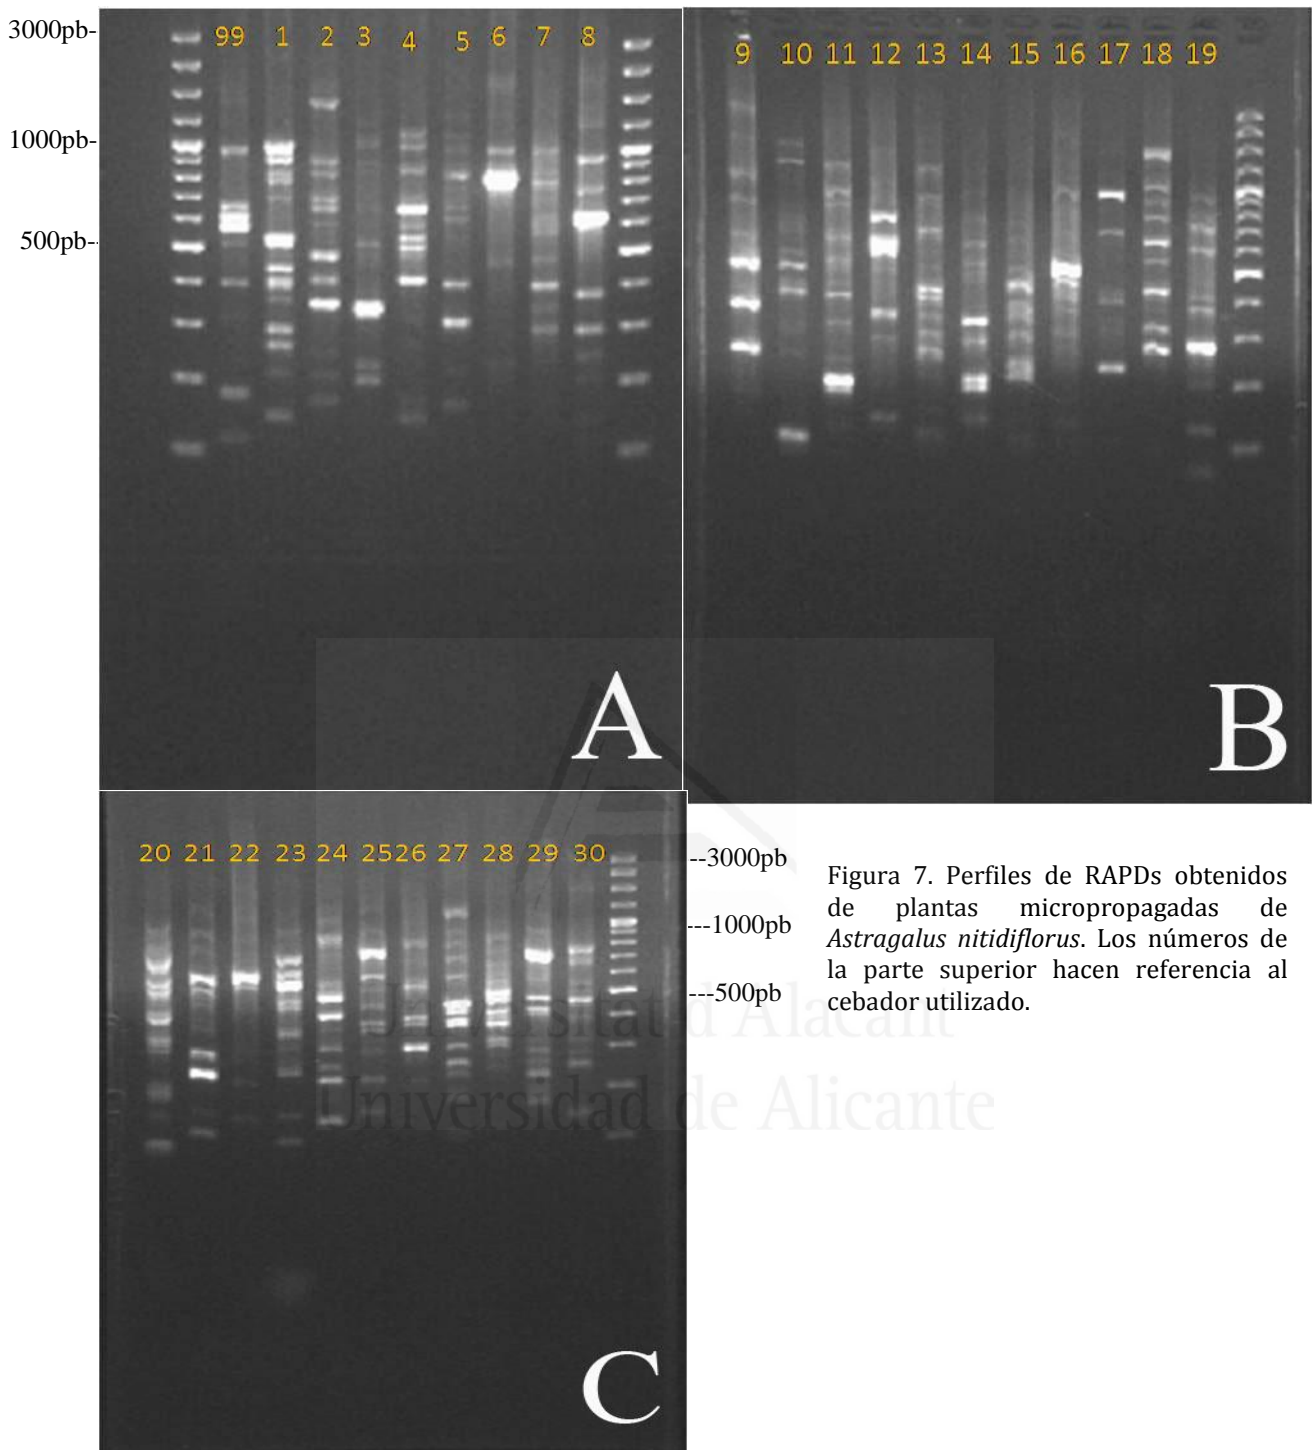 3000pb-
99 1 2 3 4 5 6 7 8
9 10 11 12 13 14 15 16 17 18 19
1000pb-
500pb--
A
B
20 21 22 23 24 25 26 27 28 29 30
--3000pb
---1000pb
---500pb
Figura 7. Perfiles de RAPDs obtenidos
de plantas micropropagadas de
Astragalus nitidiflorus. Los números de
la parte superior hacen referencia al
cebador utilizado.
Universitat d'Alacant
Universidad de Alicante
C